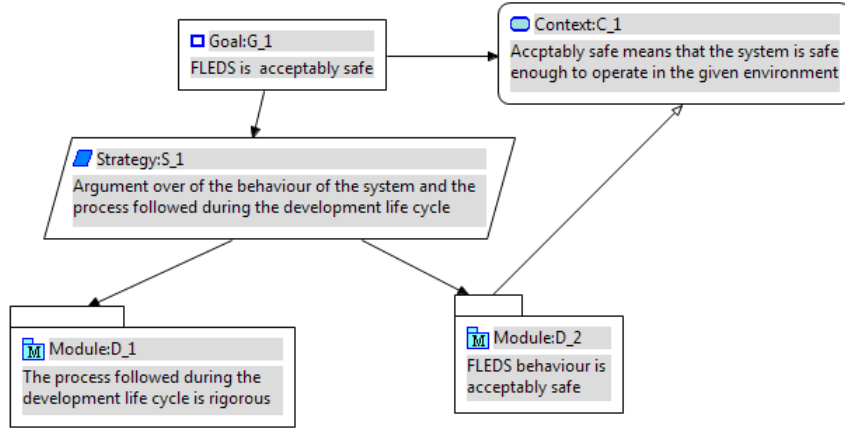 Goal:G_1
FLEDS is  acceptably safe
Context:C_1
Accptably safe means that the system is safe
enough to operate in the given environment
Strategy:S_1
Argument over of the behaviour of the system and the
process followed during the development life cycle
M Module:D_1
The process followed during the
development life cycle is rigorous
M Module:D_2
FLEDS behaviour is
acceptably safe